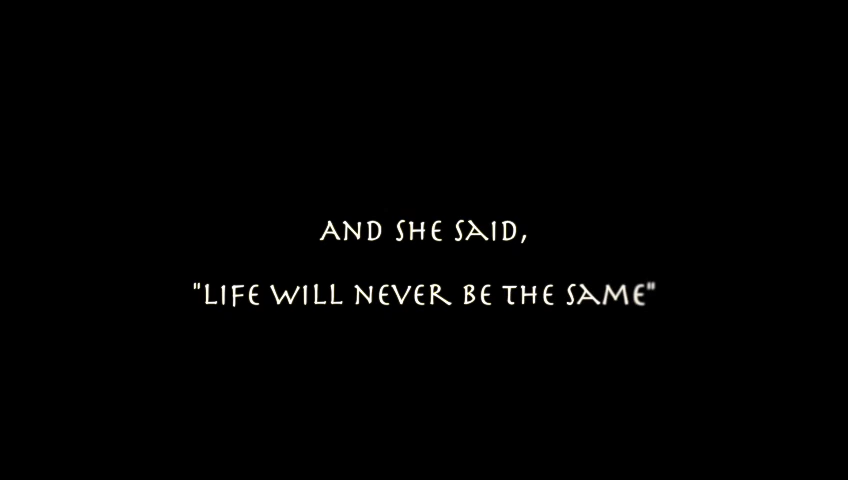 AND SHE SAID,
"LIFE WILL NEVER BE THE SAME"